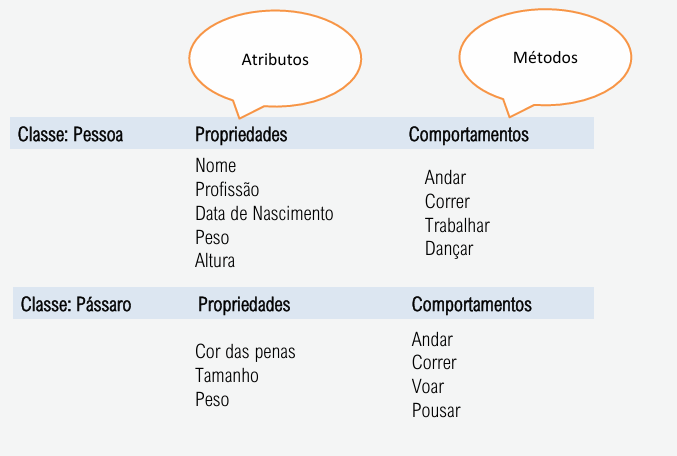 Atributos
Métodos
Classe: Pessoa Propriedades Comportamentos
Nome
Profissão
Data de Nascimento
Peso
Altura
Andar
Correr
Trabalhar
Dançar
Classe: Pássaro Propriedades Comportamentos
Cor das penas
Tamanho
Peso
Andar
Correr
Voar
Pousar